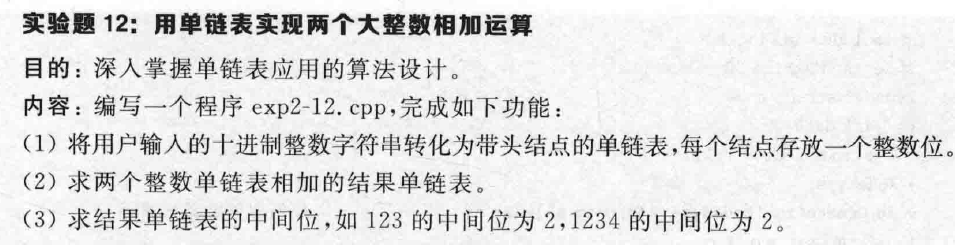 实验题 12：用单链表实现两个大整数相加运算
目的：深入掌握单链表应用的算法设计。
内容：编写一个程序 exp2-12.cpp,完成如下功能：
(1) 将用户输入的十进制整数字符串转化为带头结点的单链表,每个结点存放一个整数位。
(2) 求两个整数单链表相加的结果单链表。
(3) 求结果单链表的中间位,如 123 的中间位为 2,1234 的中间位为 2。